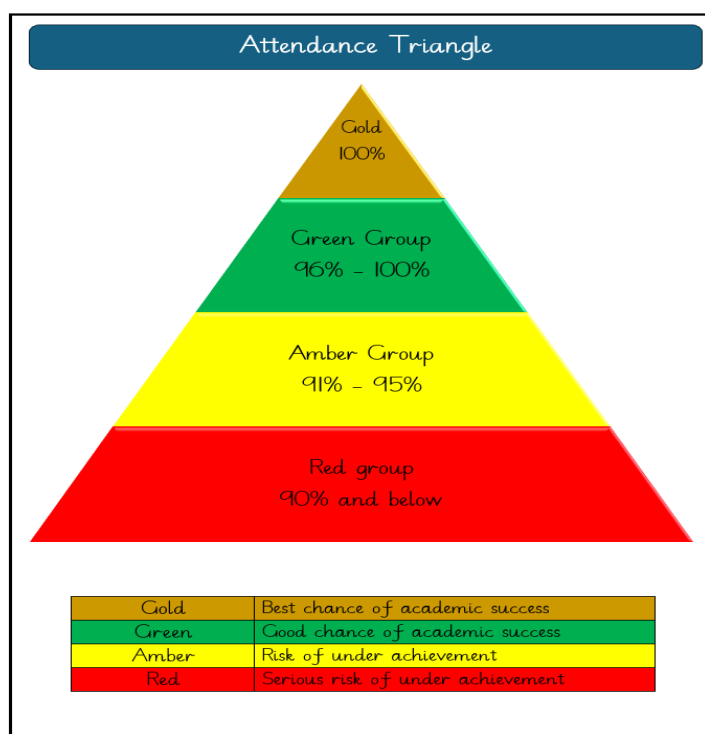 Attendance Triangle
Gold
100%
Green Group
96% - 100%
Amber Group
91% - 95%
Red group
90% and below
Gold Best chance of academic success
Green Good chance of academic success
Amber Risk of under achievement
Red Serious risk of under achievement